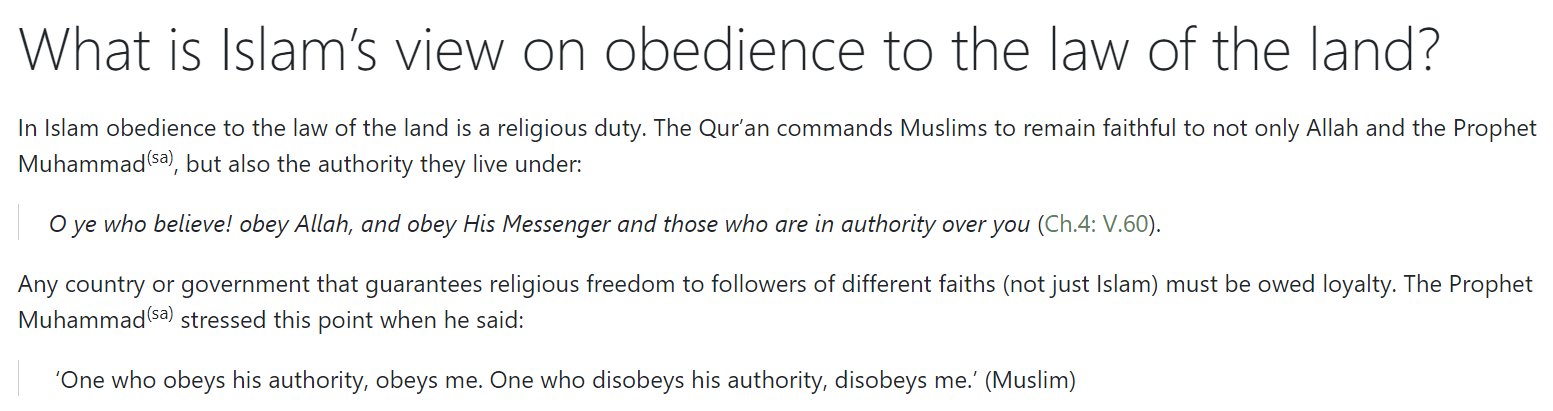 What is Islam’s view on obedience to the law of the land?
In Islam obedience to the law of the land is a religious duty. The Qur’an commands Muslims to remain faithful to not only Allah and the Prophet
Muhammad(sa), but also the authority they live under:
O ye who believe! obey Allah, and obey His Messenger and those who are in authority over you (Ch.4: V.60).
Any country or government that guarantees religious freedom to followers of different faiths (not just Islam) must be owed loyalty. The Prophet
Muhammad(sa) stressed this point when he said:
‘One who obeys his authority, obeys me. One who disobeys his authority, disobeys me.’ (Muslim)